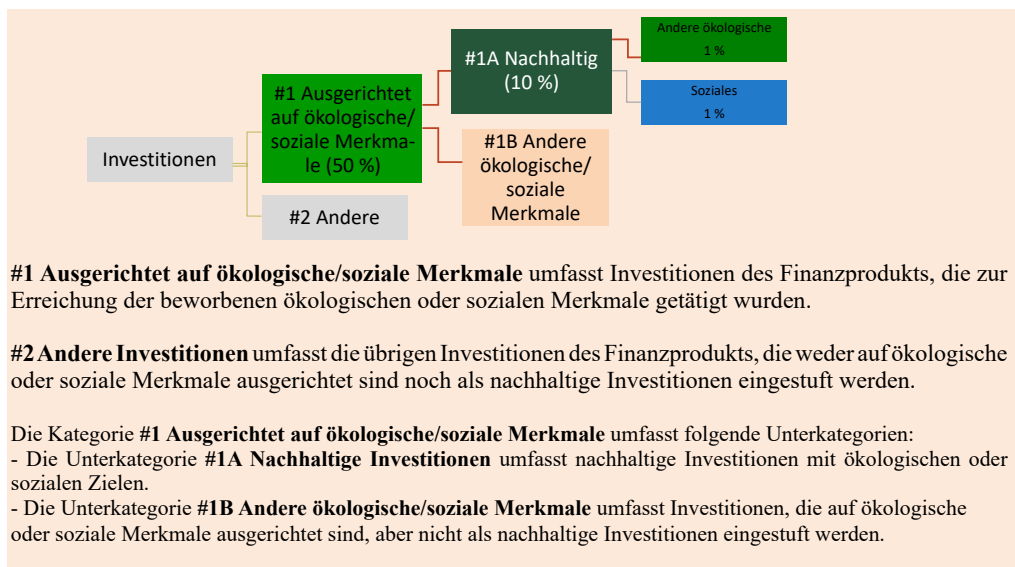 Investitionen
#1 Ausgerichtet
auf ökologische/
soziale Merkma-
le (50 %)
#2 Andere
#1A Nachhaltig
(10 %)
#1B Andere
ökologische/
soziale
Merkmale
Andere ökologische
1 %
Soziales
1 %
#1 Ausgerichtet auf ökologische/soziale Merkmale umfasst Investitionen des Finanzprodukts, die zur
Erreichung der beworbenen ökologischen oder sozialen Merkmale getätigt wurden.
#2 Andere Investitionen umfasst die übrigen Investitionen des Finanzprodukts, die weder auf ökologische
oder soziale Merkmale ausgerichtet sind noch als nachhaltige Investitionen eingestuft werden.
Die Kategorie #1 Ausgerichtet auf ökologische/soziale Merkmale umfasst folgende Unterkategorien:
- Die Unterkategorie #1A Nachhaltige Investitionen umfasst nachhaltige Investitionen mit ökologischen oder
sozialen Zielen.
- Die Unterkategorie #1B Andere ökologische/soziale Merkmale umfasst Investitionen, die auf ökologische
oder soziale Merkmale ausgerichtet sind, aber nicht als nachhaltige Investitionen eingestuft werden.